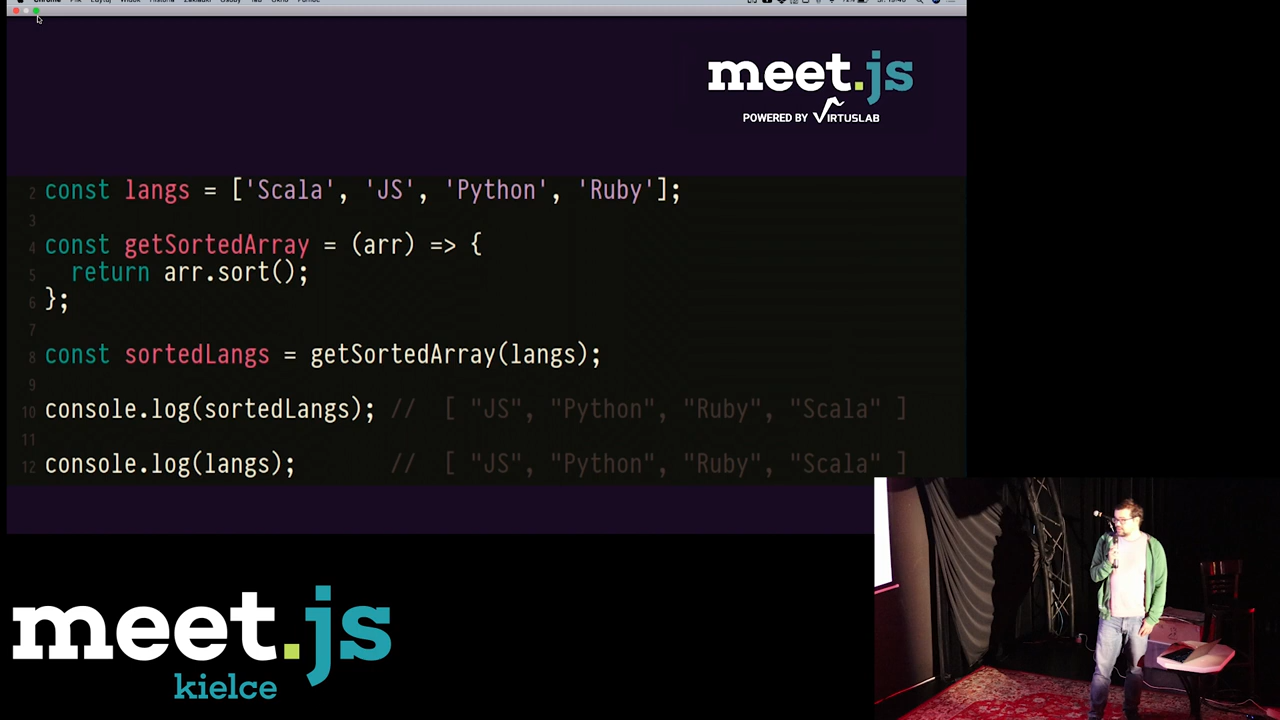 meet.js
POWERED BY VIRTUSLAB
2 const langs = ['Scala', 'JS', 'Python', 'Ruby'];
3
4 const getSortedArray = (arr) => {
5 return arr.sort();
6 };
7
8 const sortedLangs = getSortedArray(langs);
9
10 console.log(sortedLangs); // [ "JS", "Python", "Ruby", "Scala" ]
11
12 console.log(langs); // [ "JS", "Python", "Ruby", "Scala" ]
meet.js
kielce